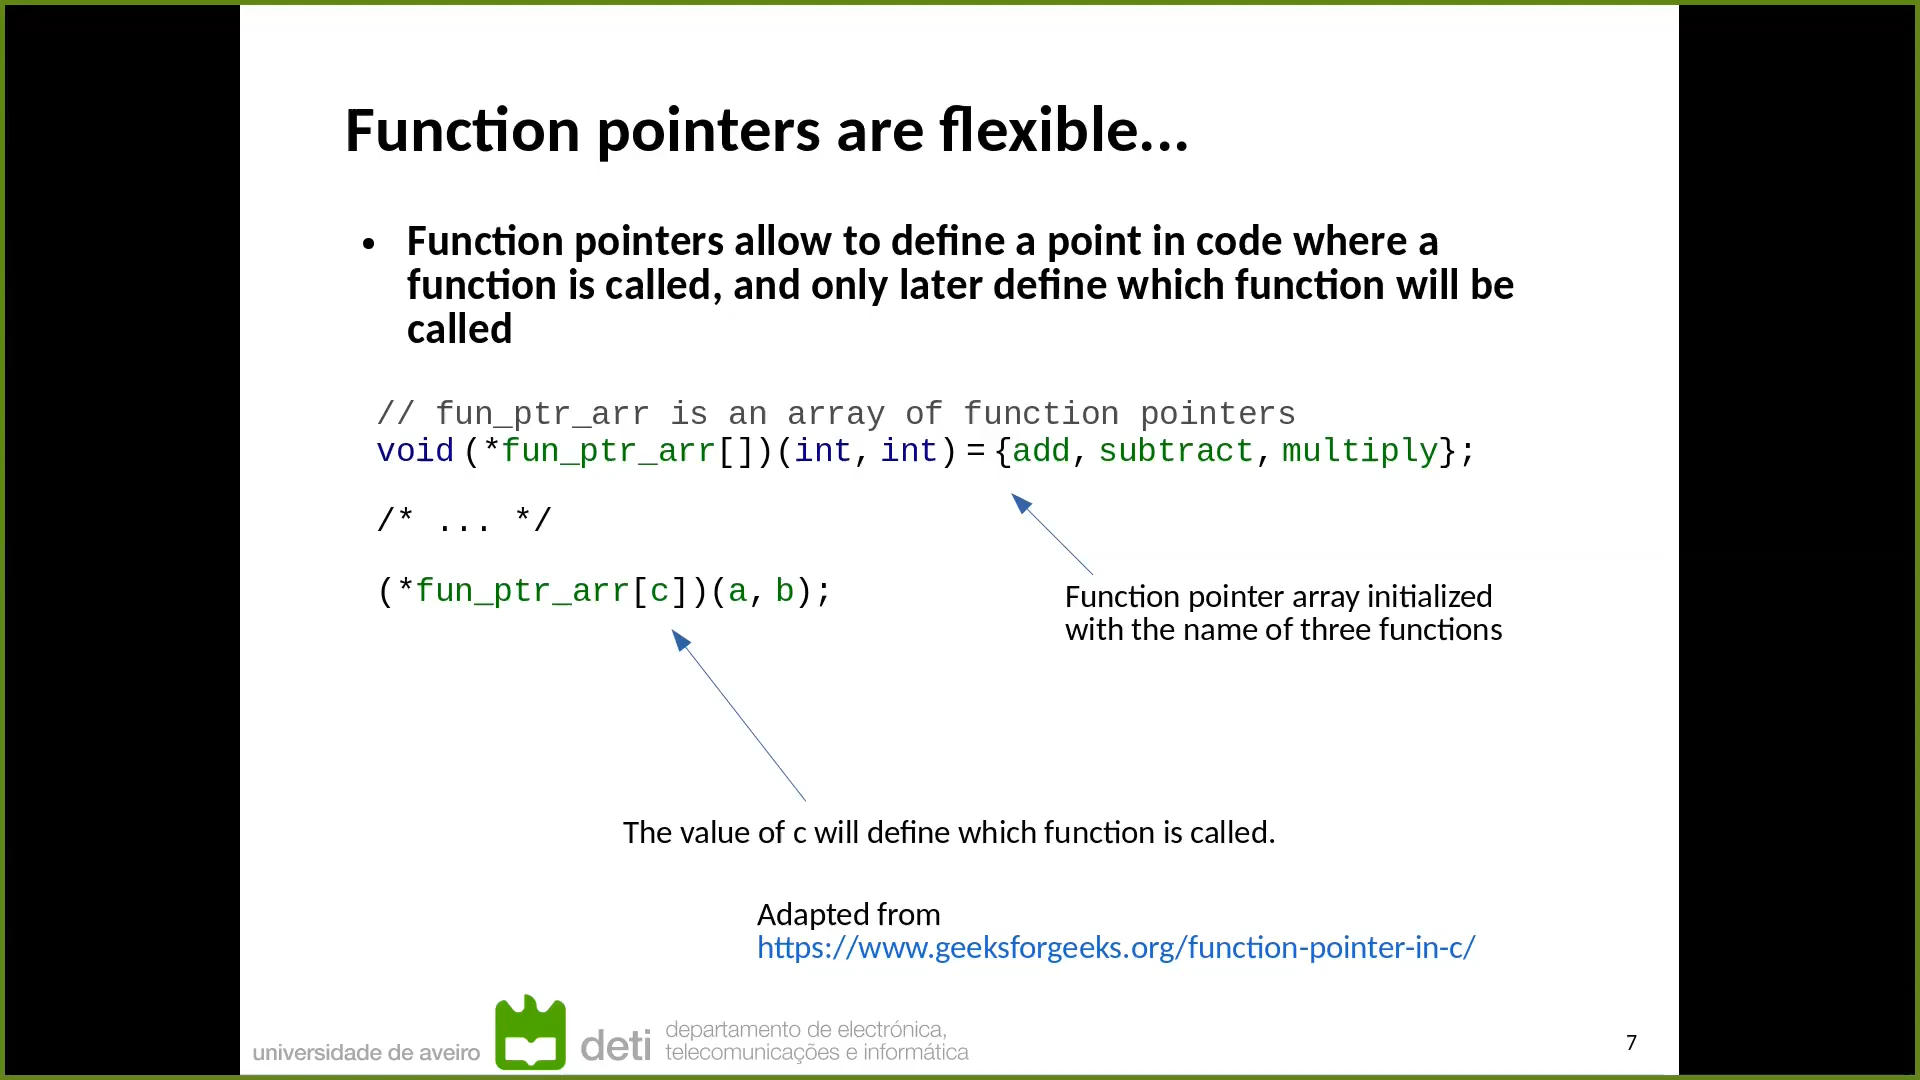 Function pointers are flexible...
• Function pointers allow to define a point in code where a
function is called, and only later define which function will be
called
// fun_ptr_arr is an array of function pointers
void (*fun_ptr_arr[])(int, int) = {add, subtract, multiply};
/* ... */
(*fun_ptr_arr[c])(a, b);
Function pointer array initialized
with the name of three functions
The value of c will define which function is called.
Adapted from
https://www.geeksforgeeks.org/function-pointer-in-c/
universidade de aveiro
deti
departamento de electrónica,
telecomunicações e informática
7